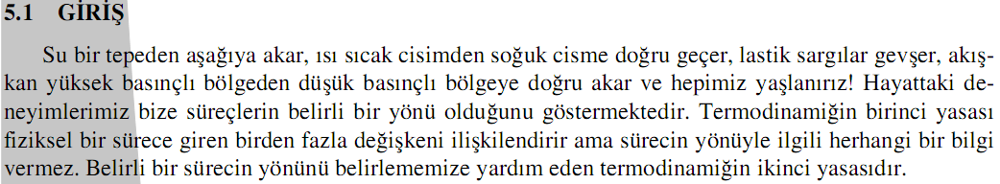 5.1 GİRİŞ
Su bir tepeden aşağıya akar, ısı sıcak cisimden soğuk cisme doğru geçer, lastik sargılar gevşer, akış-
kan yüksek basınçlı bölgeden düşük basınçlı bölgeye doğru akar ve hepimiz yaşlanırız! Hayattaki de-
neyimlerimiz bize süreçlerin belirli bir yönü olduğunu göstermektedir. Termodinamiğin birinci yasası
fiziksel bir sürece giren birden fazla değişkeni ilişkilendirir ama sürecin yönüyle ilgili herhangi bir bilgi
vermez. Belirli bir sürecin yönünü belirlememize yardım eden termodinamiğin ikinci yasasıdır.